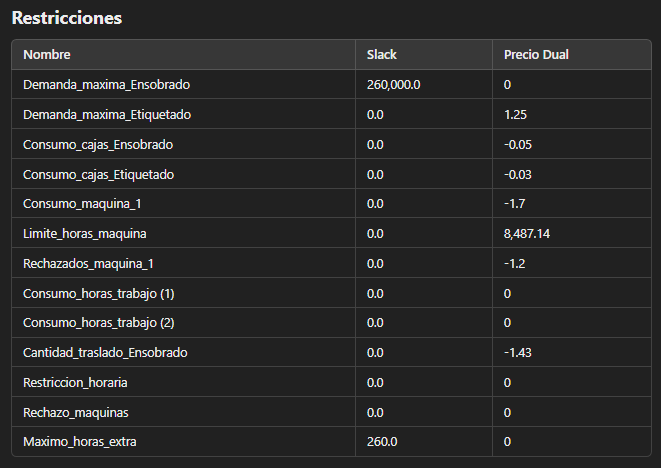 Restricciones
Nombre Slack Precio Dual
Demanda_maxima_Ensobrado 260,000.0 0
Demanda_maxima_Etiquetado 0.0 1.25
Consumo_cajas_Ensobrado 0.0 -0.05
Consumo_cajas_Etiquetado 0.0 -0.03
Consumo_maquina_1 0.0 -1.7
Limite_horas_maquina 0.0 8,487.14
Rechazados_maquina_1 0.0 -1.2
Consumo_horas_trabajo (1) 0.0 0
Consumo_horas_trabajo (2) 0.0 0
Cantidad_traslado_Ensobrado 0.0 -1.43
Restriccion_horaria 0.0 0
Rechazo_maquinas 0.0 0
Maximo_horas_extra 260.0 0